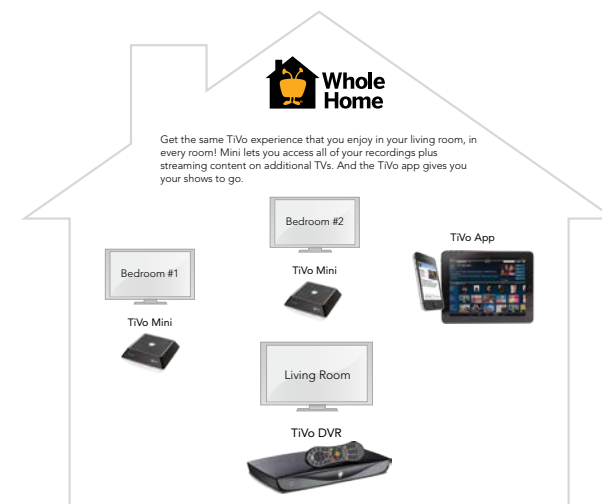 Whole
Home
Get the same TiVo experience that you enjoy in your living room, in
every room! Mini lets you access all of your recordings plus
streaming content on additional TVs. And the TiVo app gives you
your shows to go.
Bedroom #2
TiVo App
Bedroom #1
TiVo Mini
TiVo Mini
Living Room
TiVo DVR